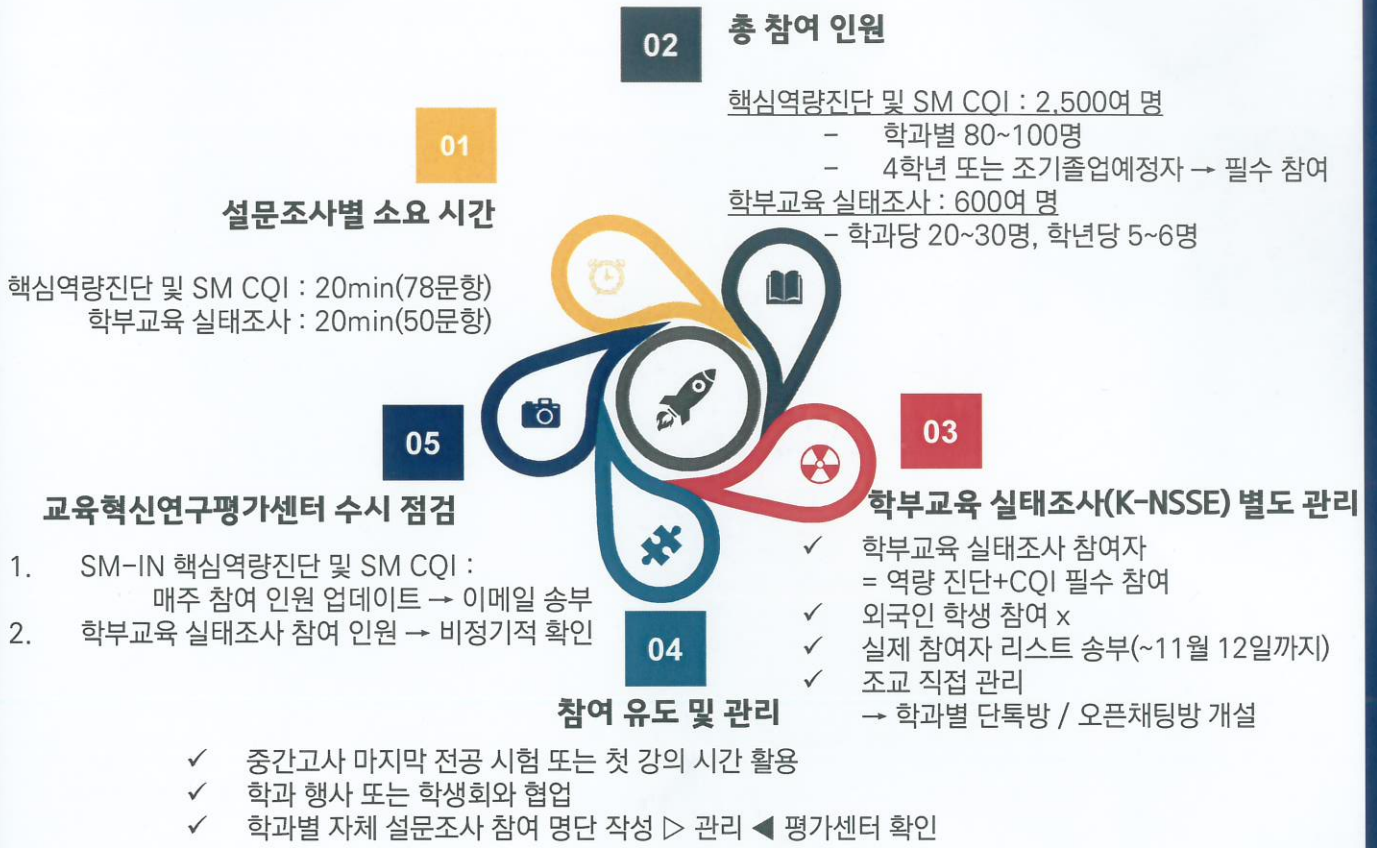 01
설문조사별 소요 시간
핵심역량진단 및 SM CQI : 20min(78문항)
학부교육 실태조사 : 20min(50문항)
02
총 참여 인원
핵심역량진단 및 SM CQI : 2,500여 명
- 학과별 80~100명
- 4학년 또는 조기졸업예정자 → 필수 참여
학부교육 실태조사 : 600여 명
- 학과당 20~30명, 학년당 5~6명
03
학부교육 실태조사(K-NSSE) 별도 관리
✓ 학부교육 실태조사 참여자
= 역량 진단+CQI 필수 참여
✓ 외국인 학생 참여 x
✓ 실제 참여자 리스트 송부(~11월 12일까지)
✓ 조교 직접 관리
→ 학과별 단톡방 / 오픈채팅방 개설
04
참여 유도 및 관리
✓ 중간고사 마지막 전공 시험 또는 첫 강의 시간 활용
✓ 학과 행사 또는 학생회와 협업
✓ 학과별 자체 설문조사 참여 명단 작성 ▷ 관리 ◀ 평가센터 확인
05
교육혁신연구평가센터 수시 점검
1. SM-IN 핵심역량진단 및 SM CQI :
매주 참여 인원 업데이트 → 이메일 송부
2. 학부교육 실태조사 참여 인원 → 비정기적 확인